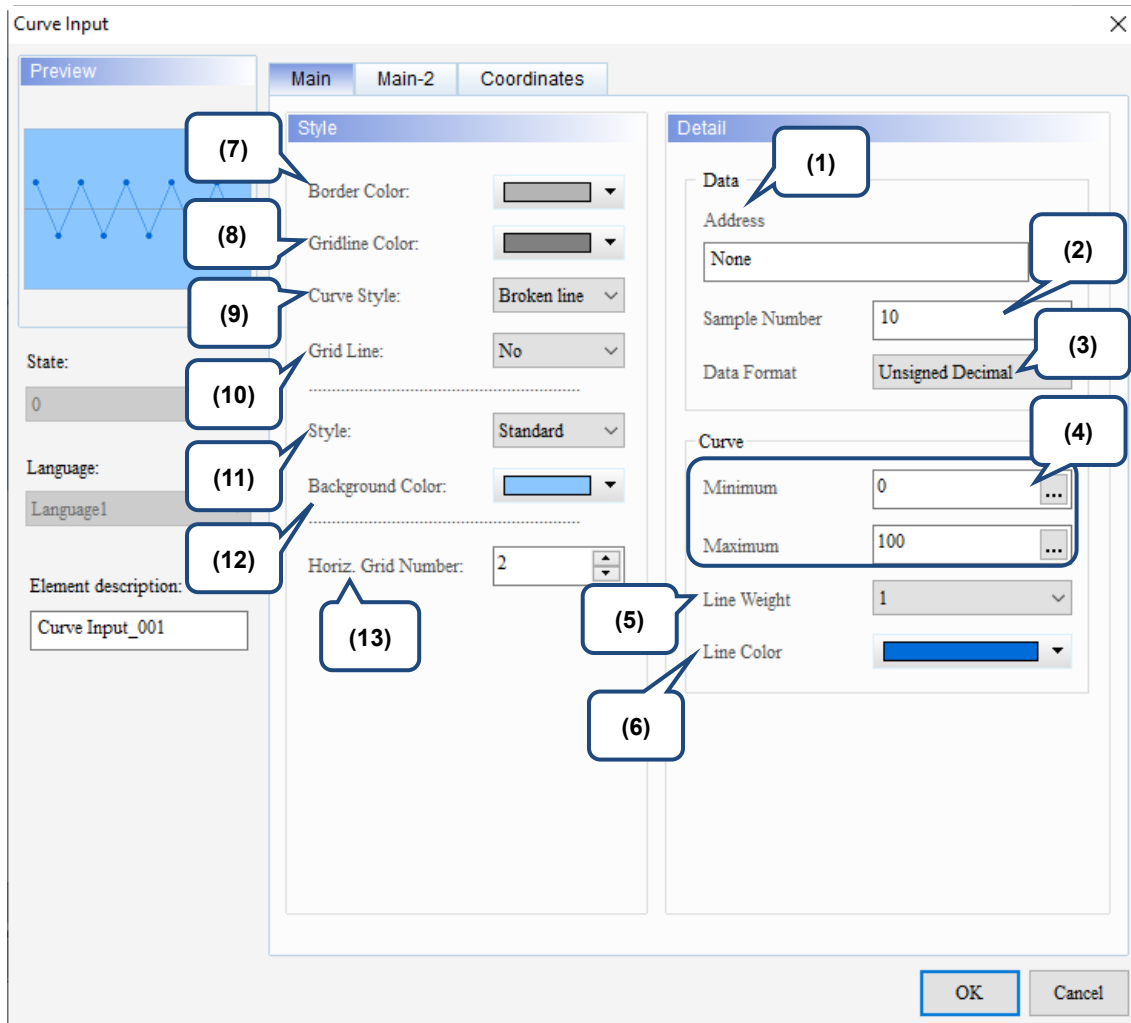 Curve Input
Preview
State:
0
Language:
Language1
Element description:
Curve Input_001
Main Main-2 Coordinates
Style
(7)
Border Color:
(8)
Gridline Color:
(9)
Curve Style: Broken line
(10)
Grid Line: No
(11)
Style: Standard
(12)
Background Color:
Horiz. Grid Number: 2
(13)
Detail
(1)
Data
Address
None
(2)
Sample Number 10
(3)
Data Format Unsigned Decimal
(4)
Curve
Minimum 0 ...
Maximum 100 ...
(5)
Line Weight 1
(6)
Line Color
OK Cancel